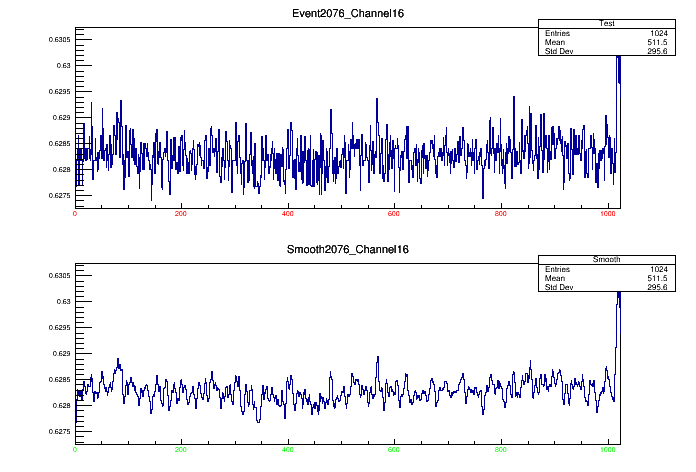 Event2076_Channel16
Test
Entries 1024
Mean 511.5
Std Dev 295.6
0.6305
0.63
0.6295
0.629
0.6285
0.628
0.6275
0 200 400 600 800 1000
Smooth2076_Channel16
Smooth
Entries 1024
Mean 511.5
Std Dev 295.6
0.6305
0.63
0.6295
0.629
0.6285
0.628
0.6275
0 200 400 600 800 1000